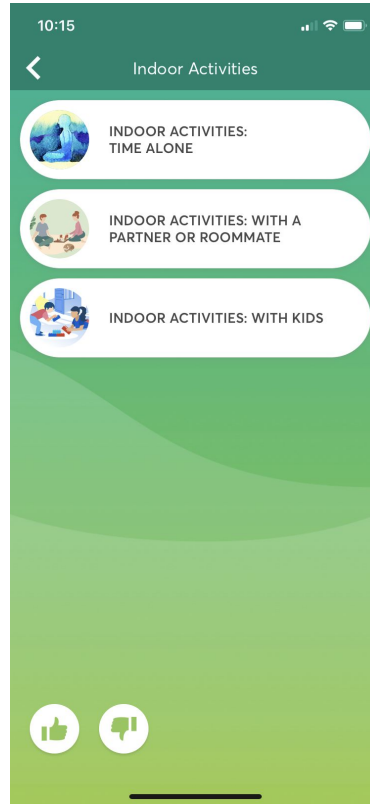 10:15
Indoor Activities
INDOOR ACTIVITIES:
TIME ALONE
INDOOR ACTIVITIES: WITH A
PARTNER OR ROOMMATE
INDOOR ACTIVITIES: WITH KIDS